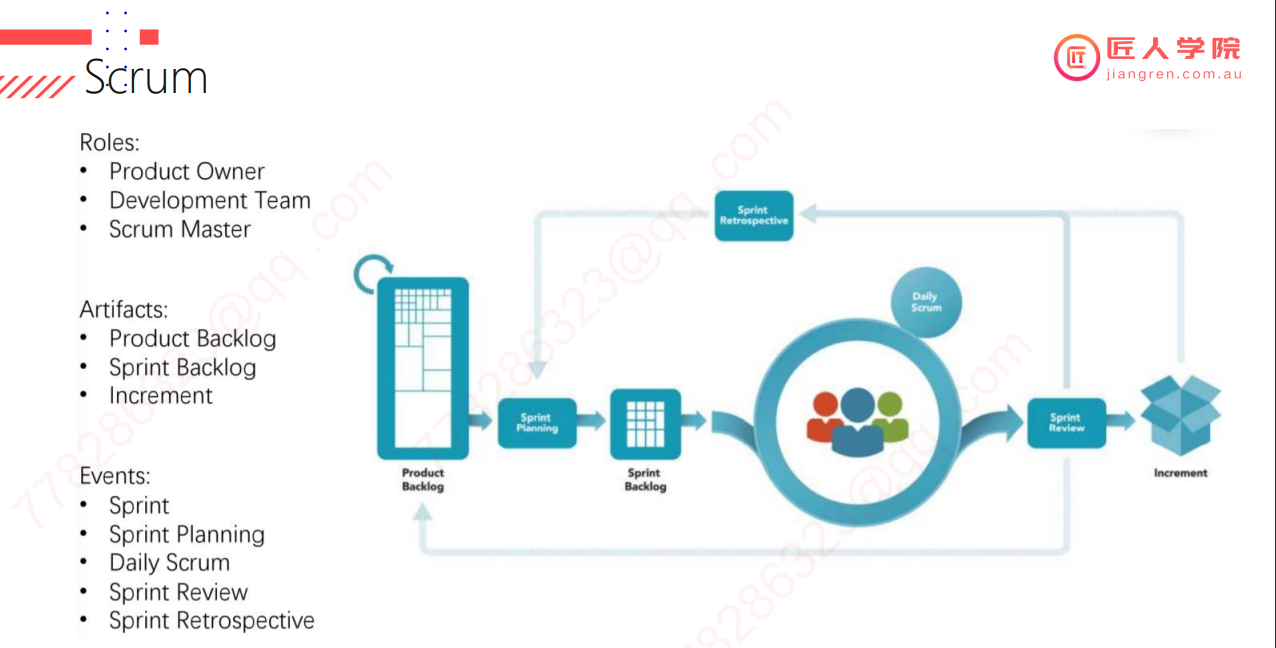 Scrum
匠人学院
jiangren.com.au
Roles:
• Product Owner
• Development Team
• Scrum Master
Artifacts:
• Product Backlog
• Sprint Backlog
• Increment
Events:
• Sprint
• Sprint Planning
• Daily Scrum
• Sprint Review
• Sprint Retrospective
Sprint
Retrospective
Daily
Scrum
Sprint
Planning
Sprint
Review
Product
Backlog
Sprint
Backlog
Increment
778286323@qq.com
778286323@qq.com
778286323@qq.com